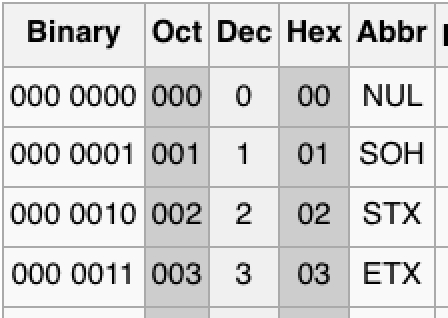 Binary Oct Dec Hex Abbr
000 0000 000 0 00 NUL
000 0001 001 1 01 SOH
000 0010 002 2 02 STX
000 0011 003 3 03 ETX